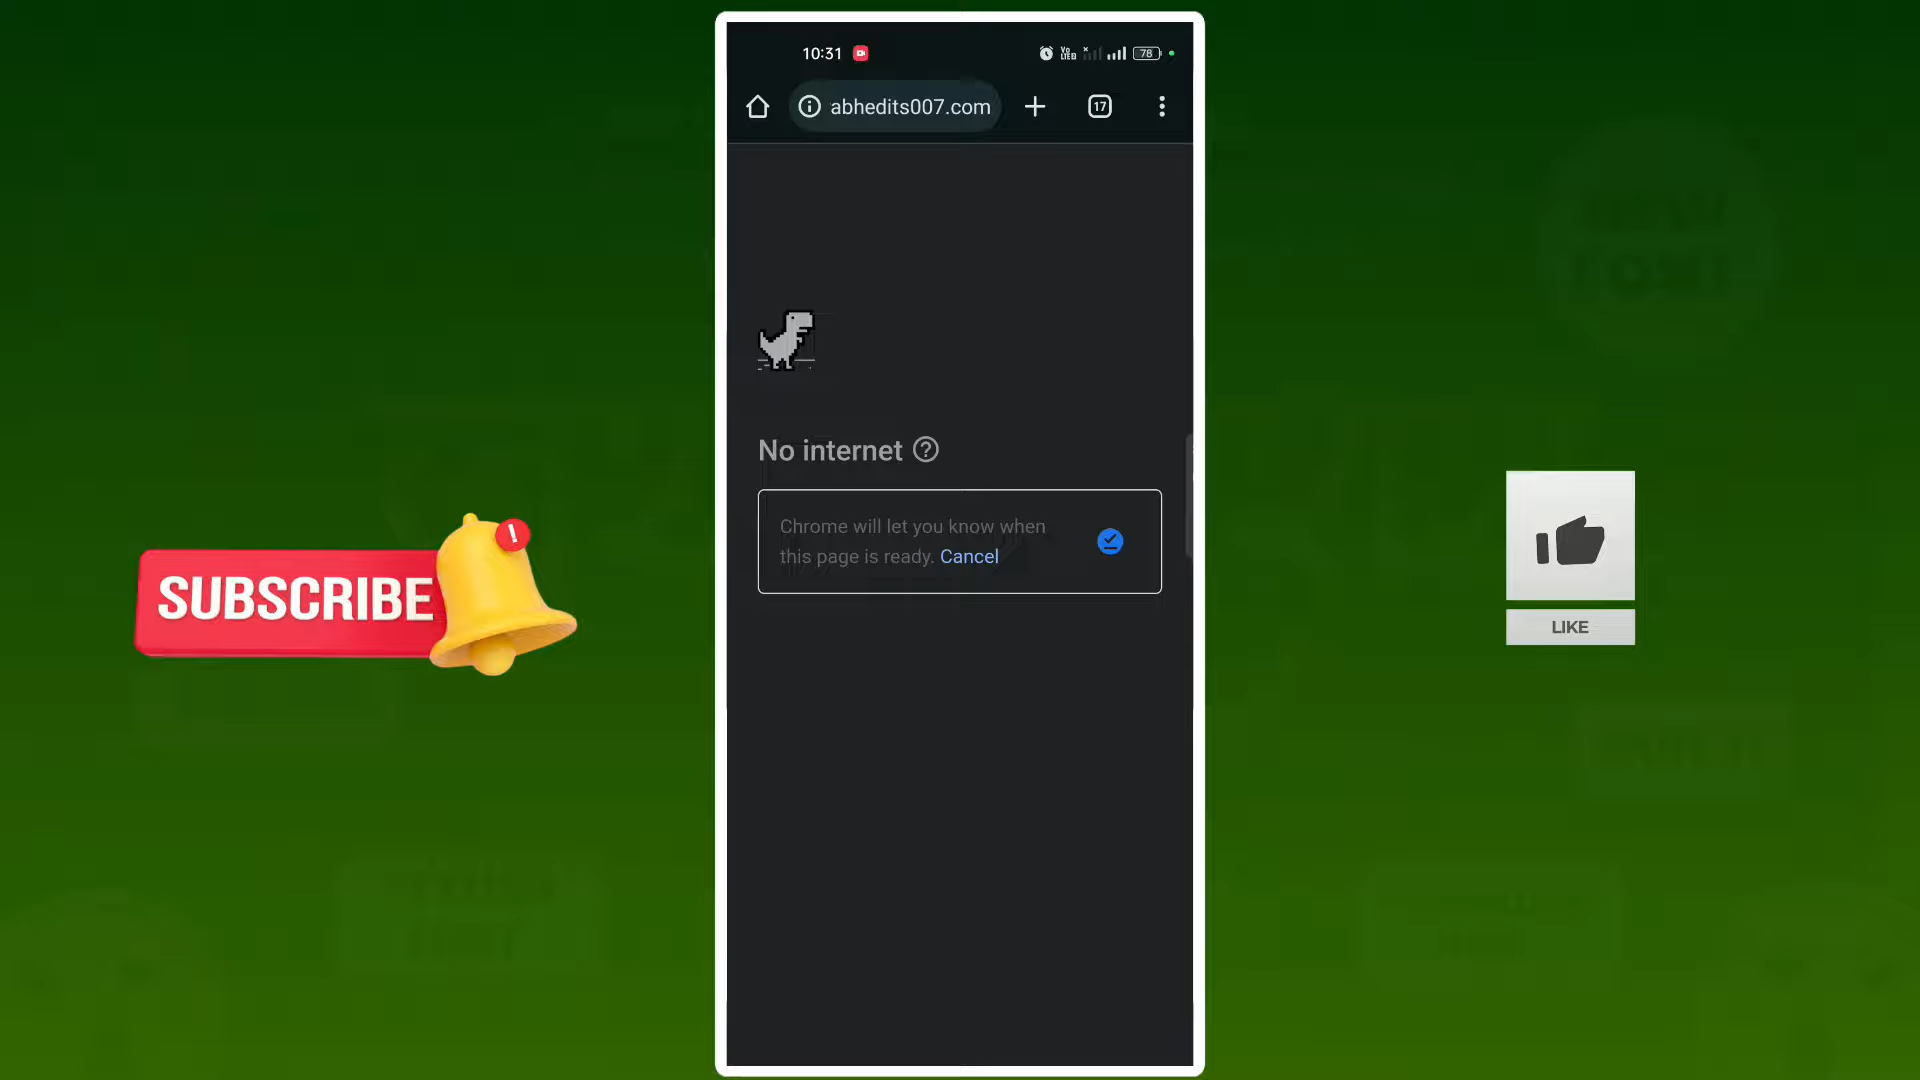 10:31
78
abhedits007.com
17
No internet
Chrome will let you know when
this page is ready. Cancel
SUBSCRIBE
LIKE